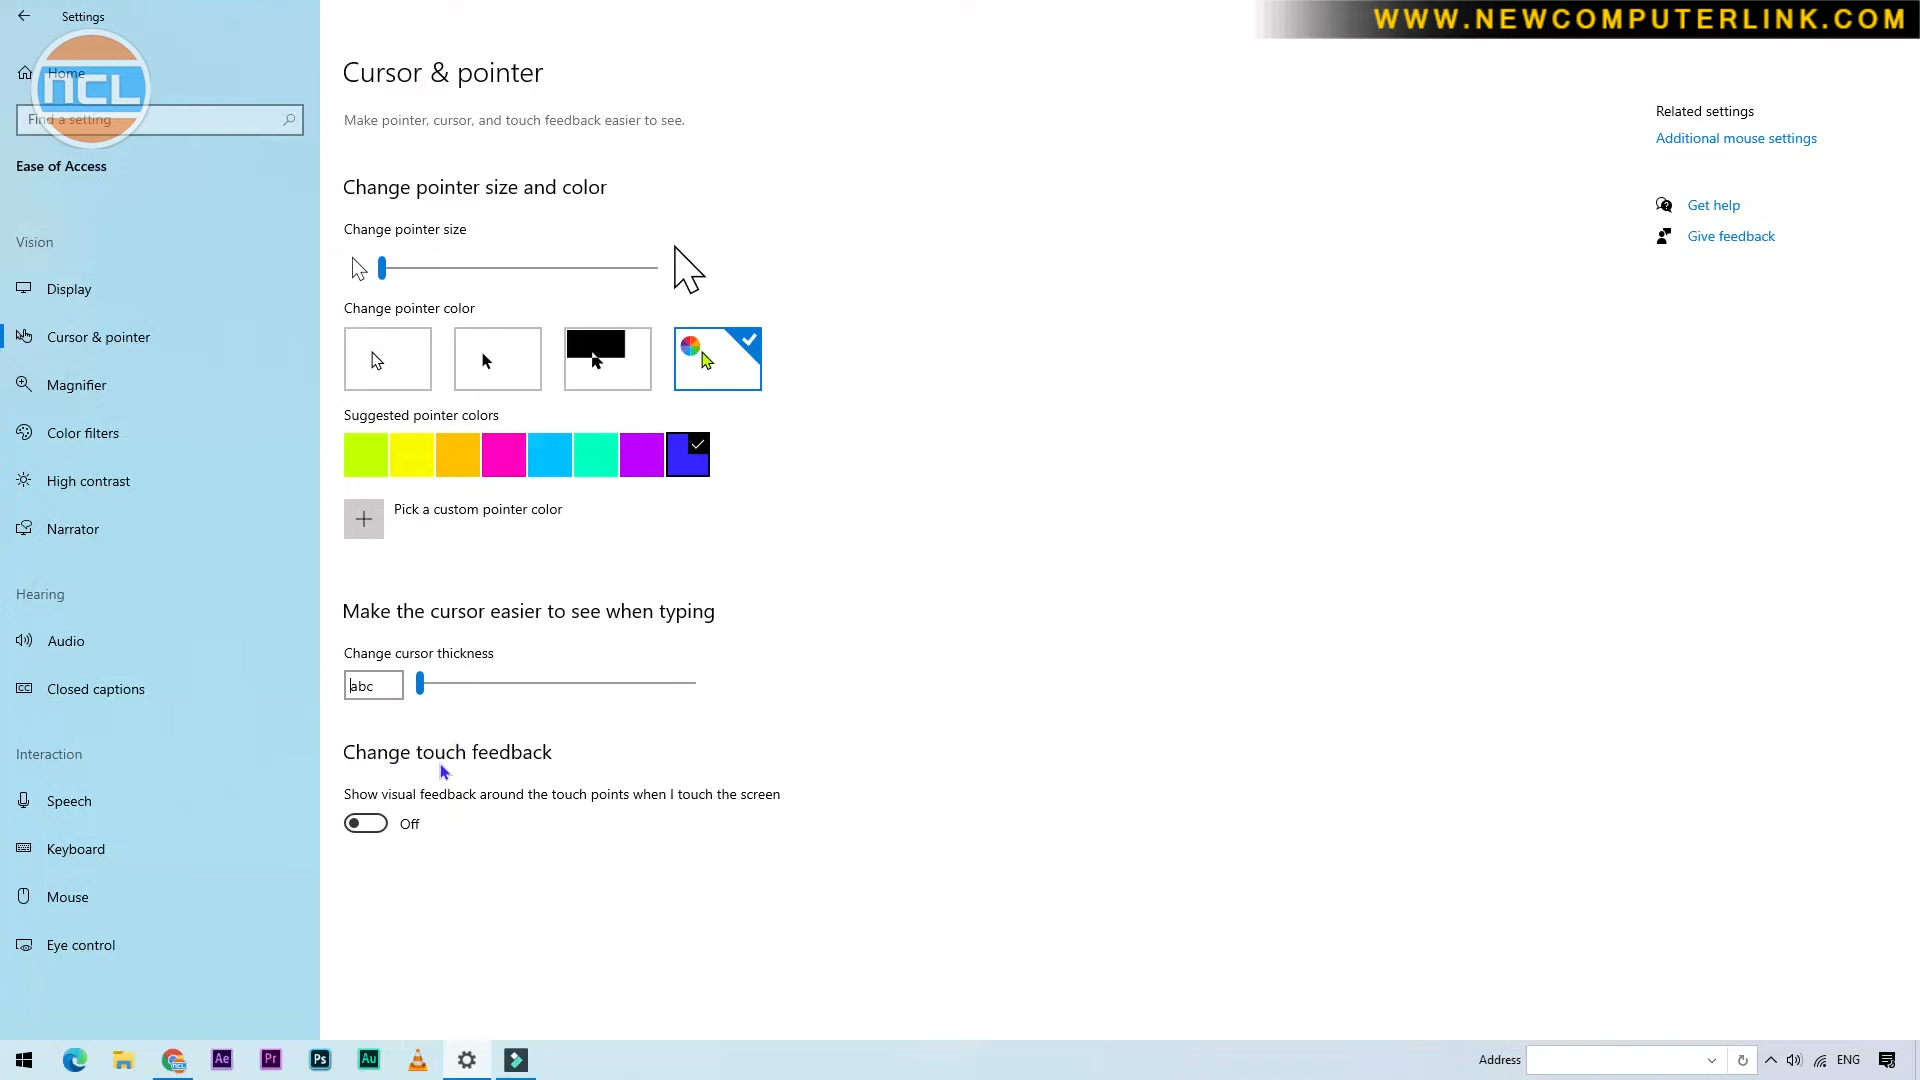 Settings
WWW.NEWCOMPUTERLINK.COM
Home
NCL
Find a setting
Ease of Access
Vision
Display
Cursor & pointer
Magnifier
Color filters
High contrast
Narrator
Hearing
Audio
Closed captions
Interaction
Speech
Keyboard
Mouse
Eye control
Cursor & pointer
Make pointer, cursor, and touch feedback easier to see.
Change pointer size and color
Change pointer size
Change pointer color
Suggested pointer colors
Pick a custom pointer color
Make the cursor easier to see when typing
Change cursor thickness
abc
Change touch feedback
Show visual feedback around the touch points when I touch the screen
Off
Related settings
Additional mouse settings
Get help
Give feedback
Ae
Pr
Ps
Au
Address
ENG